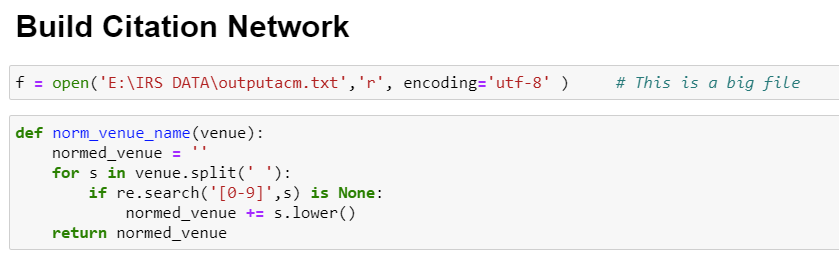 Build Citation Network
f = open('E:\IRS DATA\outputacm.txt','r', encoding='utf-8' )     # This is a big file
def norm_venue_name(venue):
    normed_venue = ''
    for s in venue.split(' '):
        if re.search('[0-9]',s) is None:
            normed_venue += s.lower()
    return normed_venue